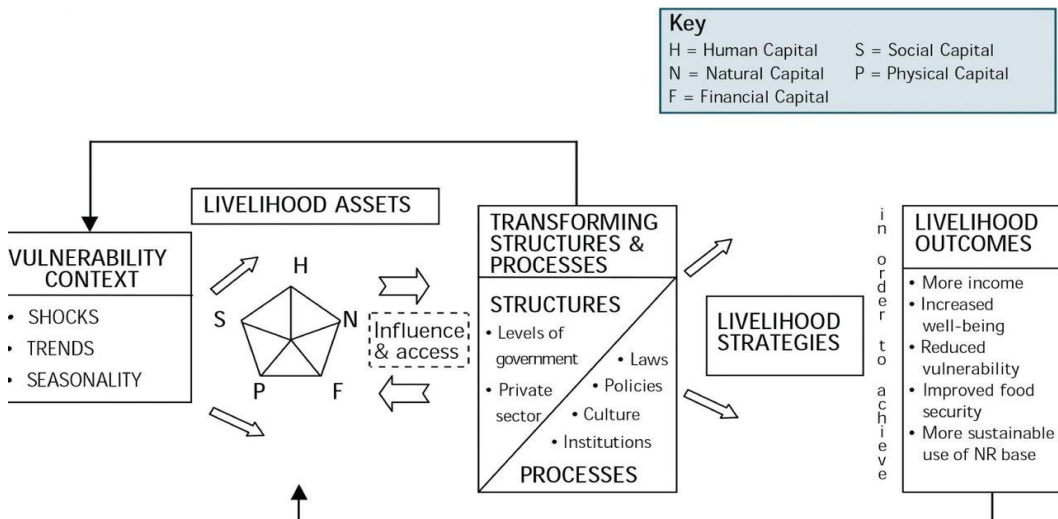 Key
H = Human Capital S = Social Capital
N = Natural Capital P = Physical Capital
F = Financial Capital
LIVELIHOOD ASSETS
VULNERABILITY
CONTEXT
• SHOCKS
• TRENDS
• SEASONALITY
H
S
N
P
F
Influence
& access
TRANSFORMING
STRUCTURES &
PROCESSES
STRUCTURES
• Levels of
government
• Private
sector
• Laws
• Policies
• Culture
• Institutions
PROCESSES
LIVELIHOOD
STRATEGIES
in order to achieve
LIVELIHOOD
OUTCOMES
• More income
• Increased
well-being
• Reduced
vulnerability
• Improved food
security
• More sustainable
use of NR base